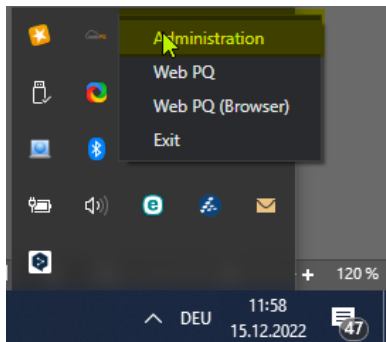 Administration
Web PQ
Web PQ (Browser)
Exit
120 %
DEU
11:58
15.12.2022
47